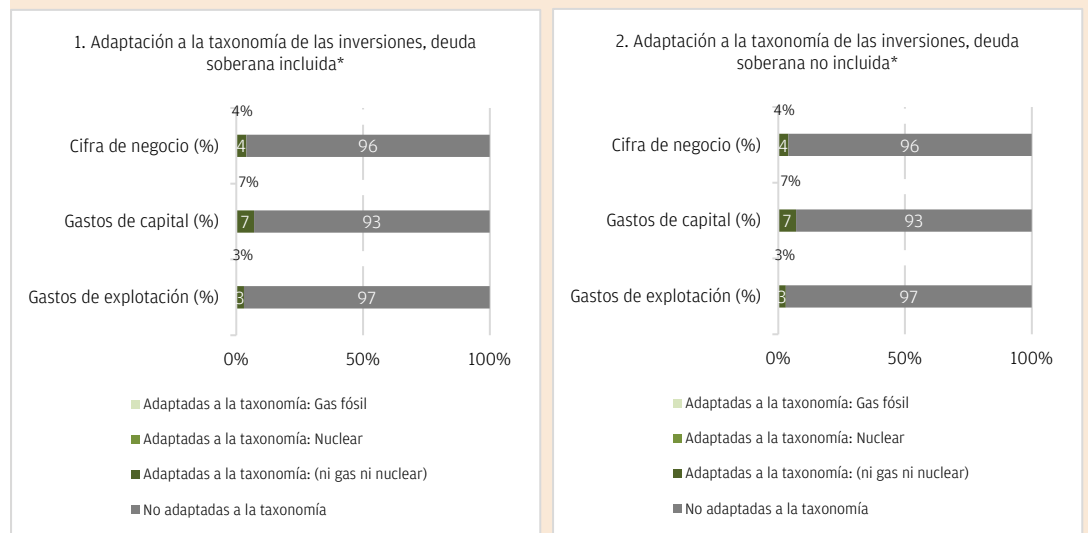 1. Adaptación a la taxonomía de las inversiones, deuda
soberana incluida*
4%
Cifra de negocio (%)
4
96
7%
Gastos de capital (%)
7
93
3%
Gastos de explotación (%)
3
97
0%
50%
100%
Adaptadas a la taxonomía: Gas fósil
Adaptadas a la taxonomía: Nuclear
Adaptadas a la taxonomía: (ni gas ni nuclear)
No adaptadas a la taxonomía
2. Adaptación a la taxonomía de las inversiones, deuda
soberana no incluida*
4%
Cifra de negocio (%)
4
96
7%
Gastos de capital (%)
7
93
3%
Gastos de explotación (%)
3
97
0%
50%
100%
Adaptadas a la taxonomía: Gas fósil
Adaptadas a la taxonomía: Nuclear
Adaptadas a la taxonomía: (ni gas ni nuclear)
No adaptadas a la taxonomía